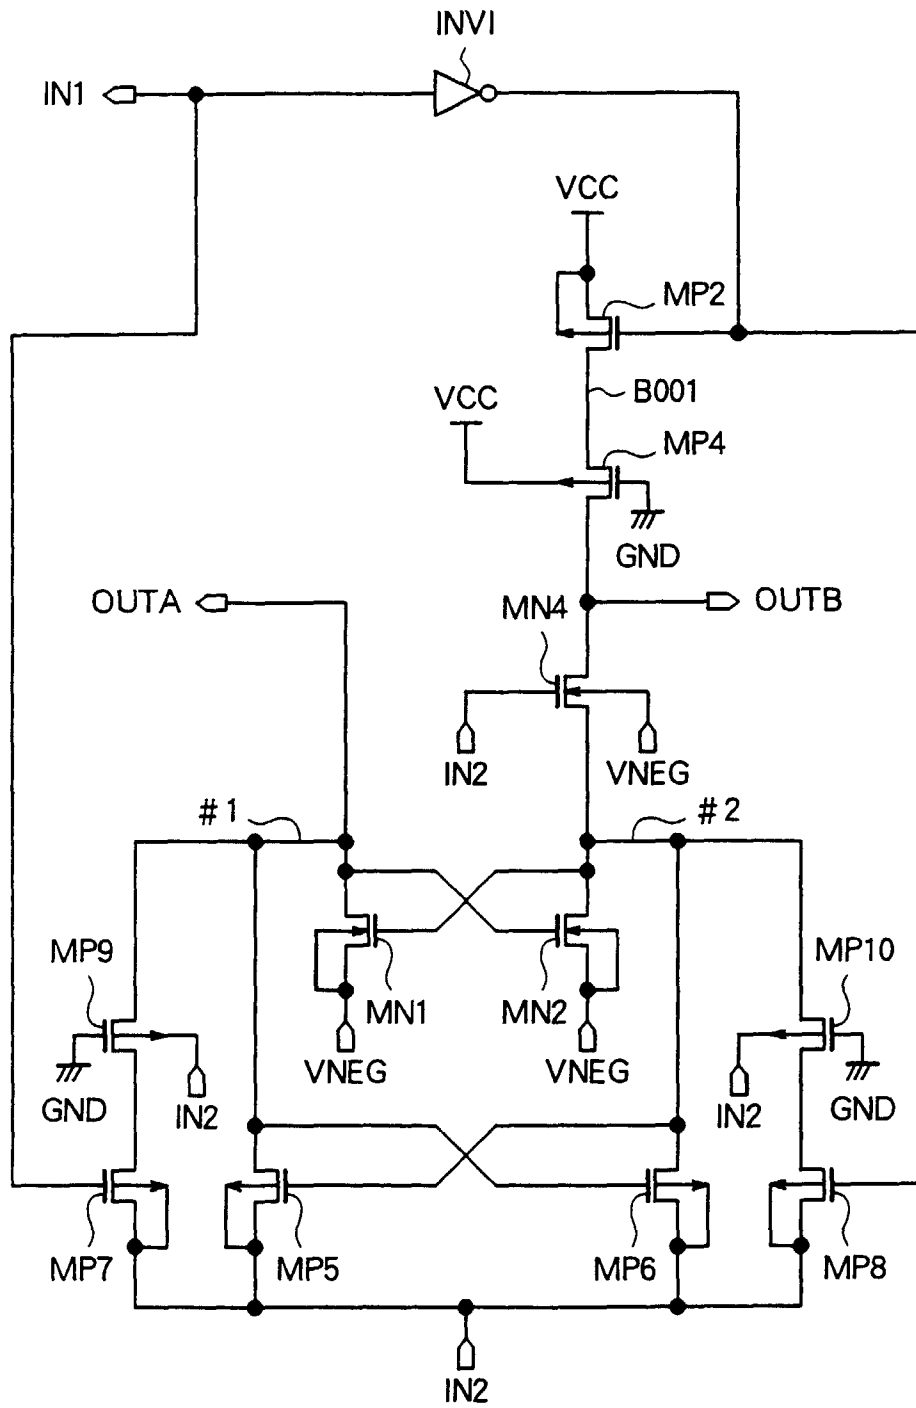 INV1
IN1
VCC
MP2
B001
VCC
MP4
GND
OUTA
OUTB
MN4
IN2
VNEG
#1
#2
MP9
MP10
MN1
MN2
GND
IN2
VNEG
VNEG
IN2
GND
MP7
MP5
MP6
MP8
IN2